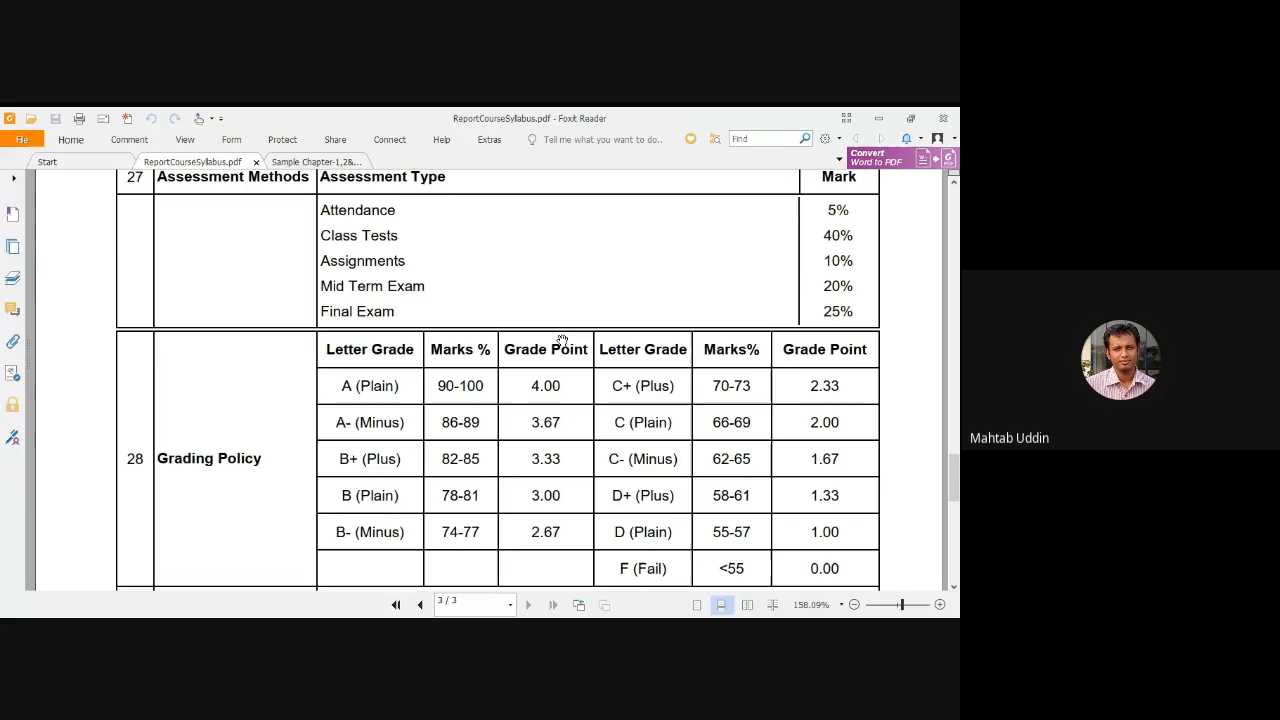 ReportCourseSyllabus.pdf - Foxit Reader
File Home Comment View Form Protect Share Connect Help Extras Tell me what you want to do.. Find
Convert
Word to PDF
Start ReportCourseSyllabus.pdf Sample Chapter-1,2&...
27 Assessment Methods Assessment Type Mark
Attendance 5%
Class Tests 40%
Assignments 10%
Mid Term Exam 20%
Final Exam 25%
Letter Grade Marks % Grade Point Letter Grade Marks% Grade Point
A (Plain) 90-100 4.00 C+ (Plus) 70-73 2.33
A- (Minus) 86-89 3.67 C (Plain) 66-69 2.00
28 Grading Policy B+ (Plus) 82-85 3.33 C- (Minus) 62-65 1.67
B (Plain) 78-81 3.00 D+ (Plus) 58-61 1.33
B- (Minus) 74-77 2.67 D (Plain) 55-57 1.00
F (Fail) <55 0.00
3 / 3 158.09%
Mahtab Uddin